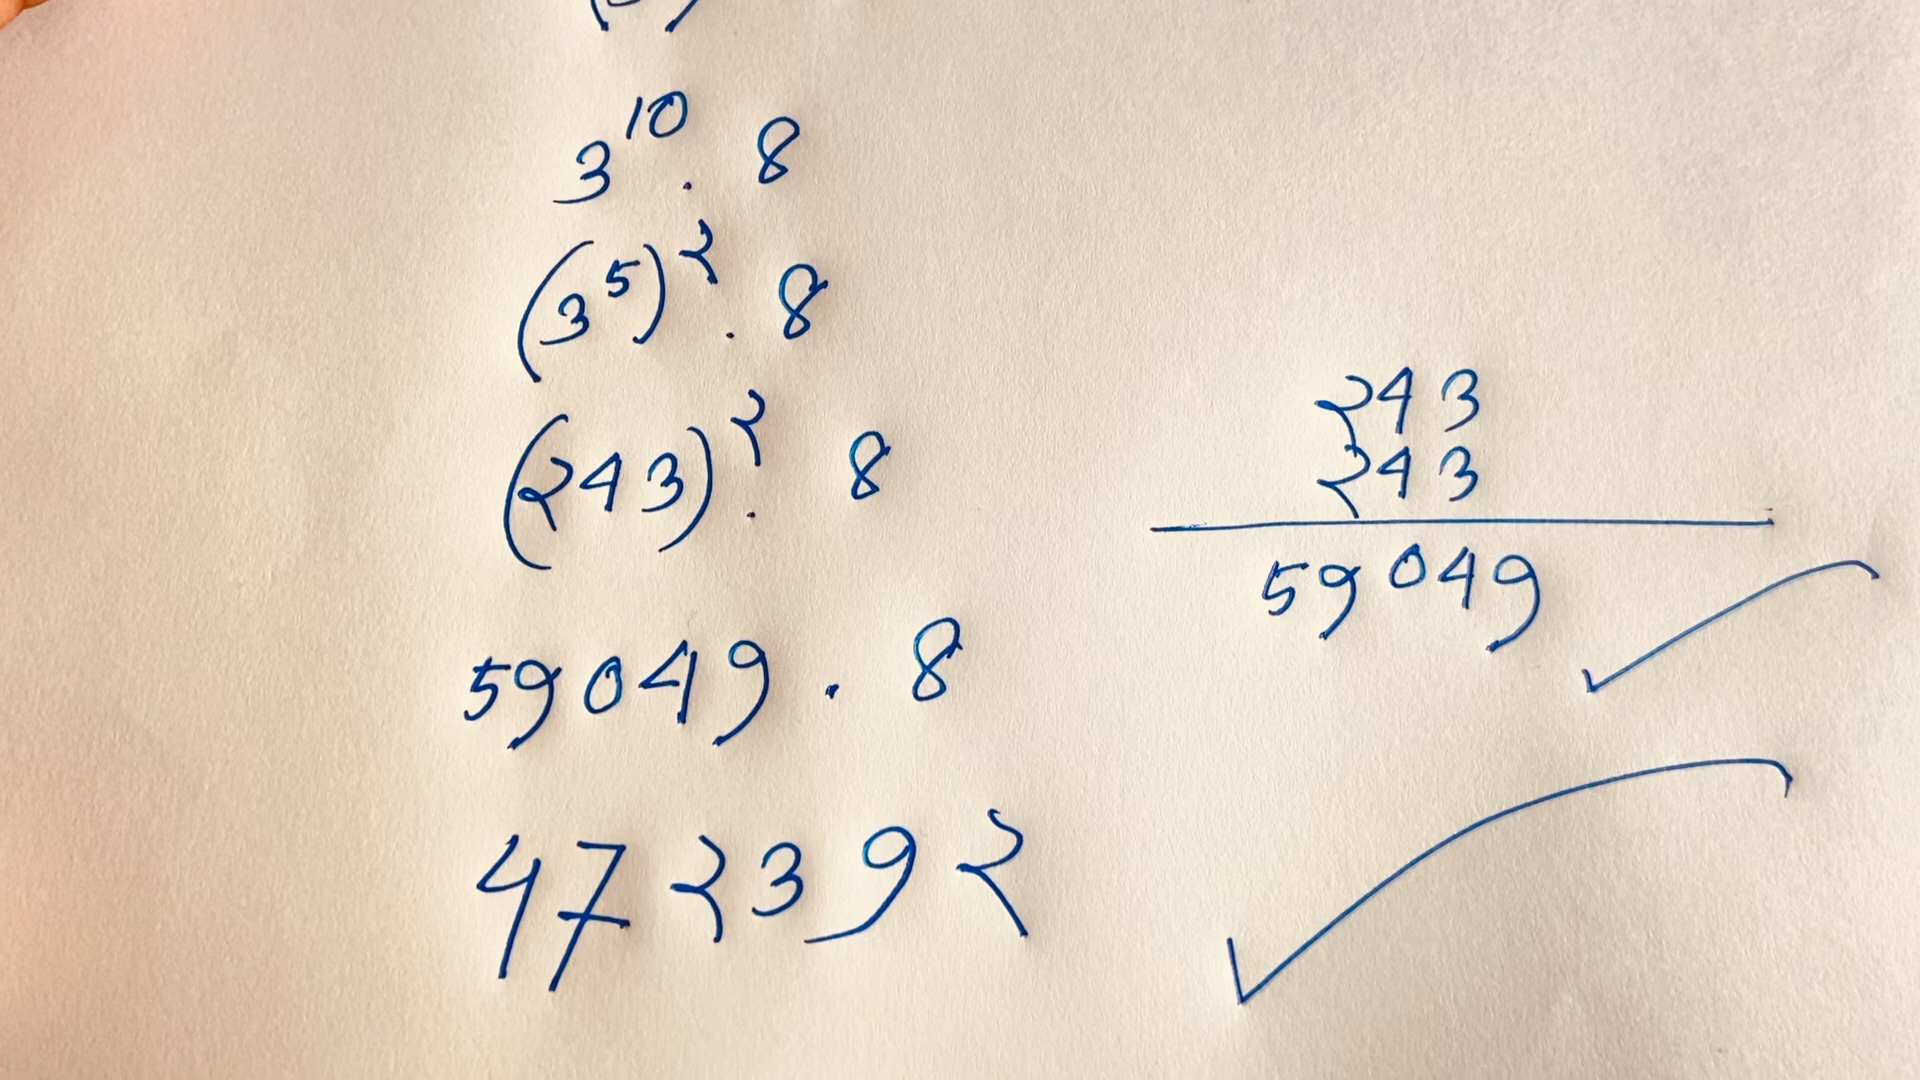 3^10 . 8
(3^5)^2 . 8
(243)^2 . 8
59049 . 8
472392
243
243
59049